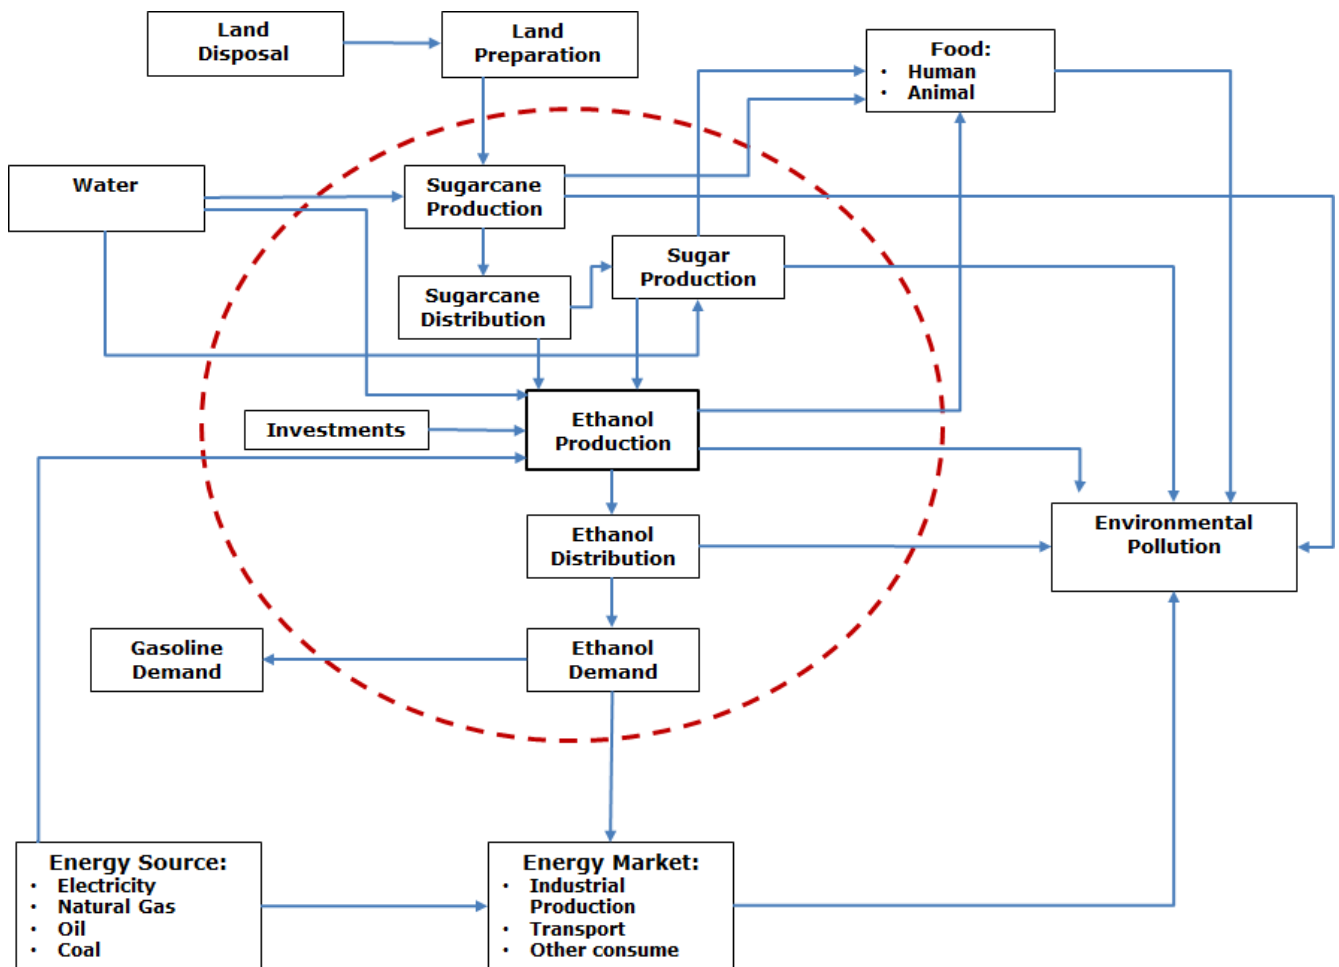 Land
Disposal
Land
Preparation
Food:
• Human
• Animal
Water
Sugarcane
Production
Sugar
Production
Sugarcane
Distribution
Investments
Ethanol
Production
Ethanol
Distribution
Environmental
Pollution
Gasoline
Demand
Ethanol
Demand
Energy Source:
• Electricity
• Natural Gas
• Oil
• Coal
Energy Market:
• Industrial
Production
• Transport
• Other consume